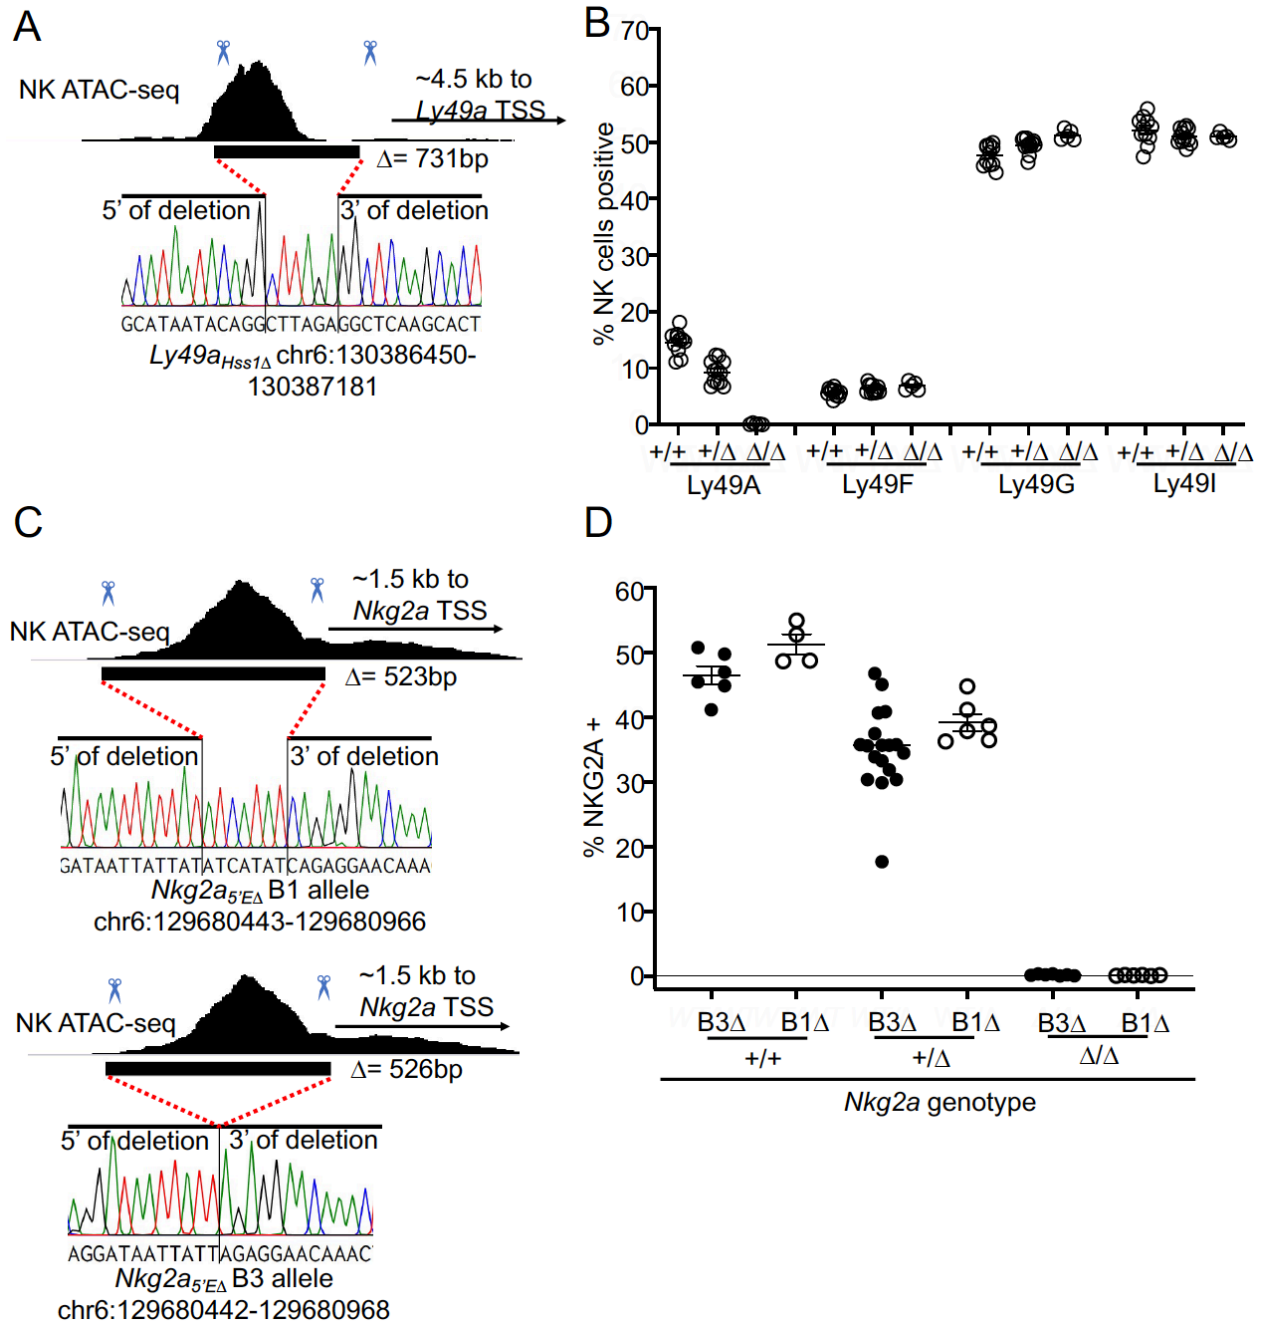 A
NK ATAC-seq
~4.5 kb to
Ly49a TSS
Δ= 731bp
5' of deletion
3' of deletion
GCATAATACAGGCTTAGAGGCTCAAGCACT
Ly49aHss1Δ chr6:130386450-
130387181
B
% NK cells positive
70
60
50
40
30
20
10
0
+/+ +/Δ Δ/Δ +/+ +/Δ Δ/Δ +/+ +/Δ Δ/Δ +/+ +/Δ Δ/Δ
Ly49A Ly49F Ly49G Ly49I
C
NK ATAC-seq
~1.5 kb to
Nkg2a TSS
Δ= 523bp
5' of deletion
3' of deletion
GATAATTATTATATCATATCAGAGGAACAAA
Nkg2a5'EΔ B1 allele
chr6:129680443-129680966
NK ATAC-seq
~1.5 kb to
Nkg2a TSS
Δ= 526bp
5' of deletion
3' of deletion
AGGATAATTATTAGAGGAACAAAC
Nkg2a5'EΔ B3 allele
chr6:129680442-129680968
D
% NKG2A +
60
50
40
30
20
10
0
B3Δ B1Δ B3Δ B1Δ B3Δ B1Δ
+/+ +/Δ Δ/Δ
Nkg2a genotype